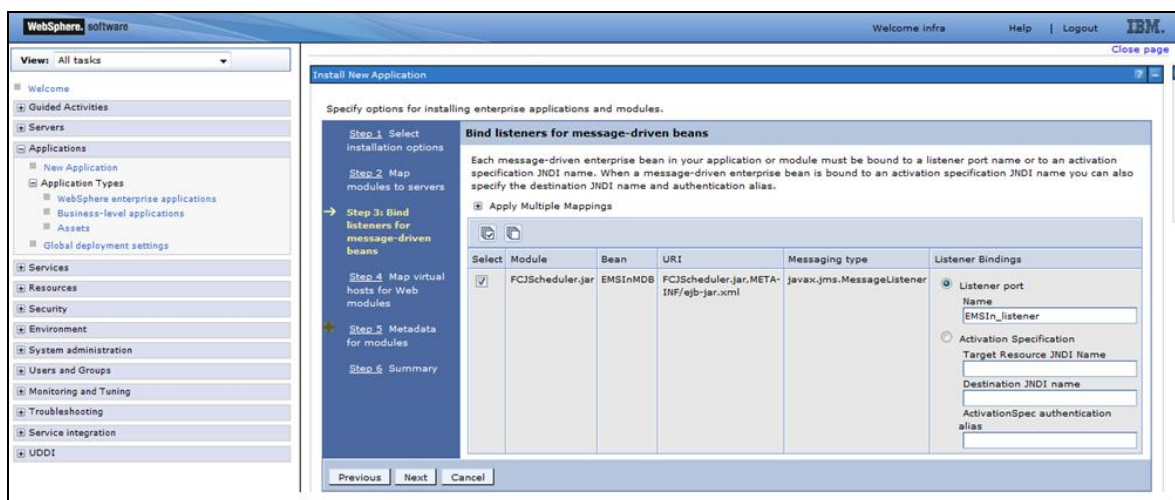 WebSphere. software
Welcome infra Help | Logout IBM.
Close page
View: All tasks
Welcome
Guided Activities
Servers
Applications
New Application
Application Types
WebSphere enterprise applications
Business-level applications
Assets
Global deployment settings
Services
Resources
Security
Environment
System administration
Users and Groups
Monitoring and Tuning
Troubleshooting
Service integration
UDDI
Install New Application
Specify options for installing enterprise applications and modules.
Step 1 Select
installation options
Step 2 Map
modules to servers
Step 3: Bind
listeners for
message-driven
beans
Step 4 Map virtual
hosts for Web
modules
Step 5 Metadata
for modules
Step 6 Summary
Bind listeners for message-driven beans
Each message-driven enterprise bean in your application or module must be bound to a listener port name or to an activation
specification JNDI name. When a message-driven enterprise bean is bound to an activation specification JNDI name you can also
specify the destination JNDI name and authentication alias.
Apply Multiple Mappings
Select Module Bean URI Messaging type Listener Bindings
FCJScheduler.jar EMSInMDB FCJScheduler.jar,META- javax.jms.MessageListener
INF/ejb-jar.xml
Listener port
Name
EMSIn_listener
Activation Specification
Target Resource JNDI Name
Destination JNDI name
ActivationSpec authentication
alias
Previous Next Cancel